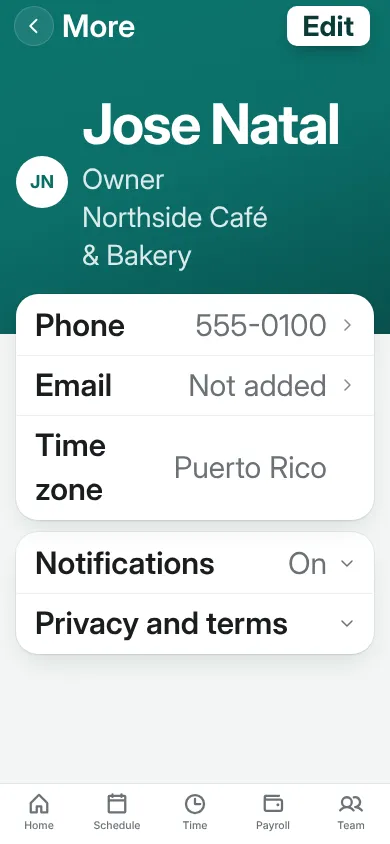 More
Edit
Jose Natal
JN
Owner
Northside Café
& Bakery
Phone 555-0100
Email Not added
Time
zone
Puerto Rico
Notifications On
Privacy and terms
Home Schedule Time Payroll Team